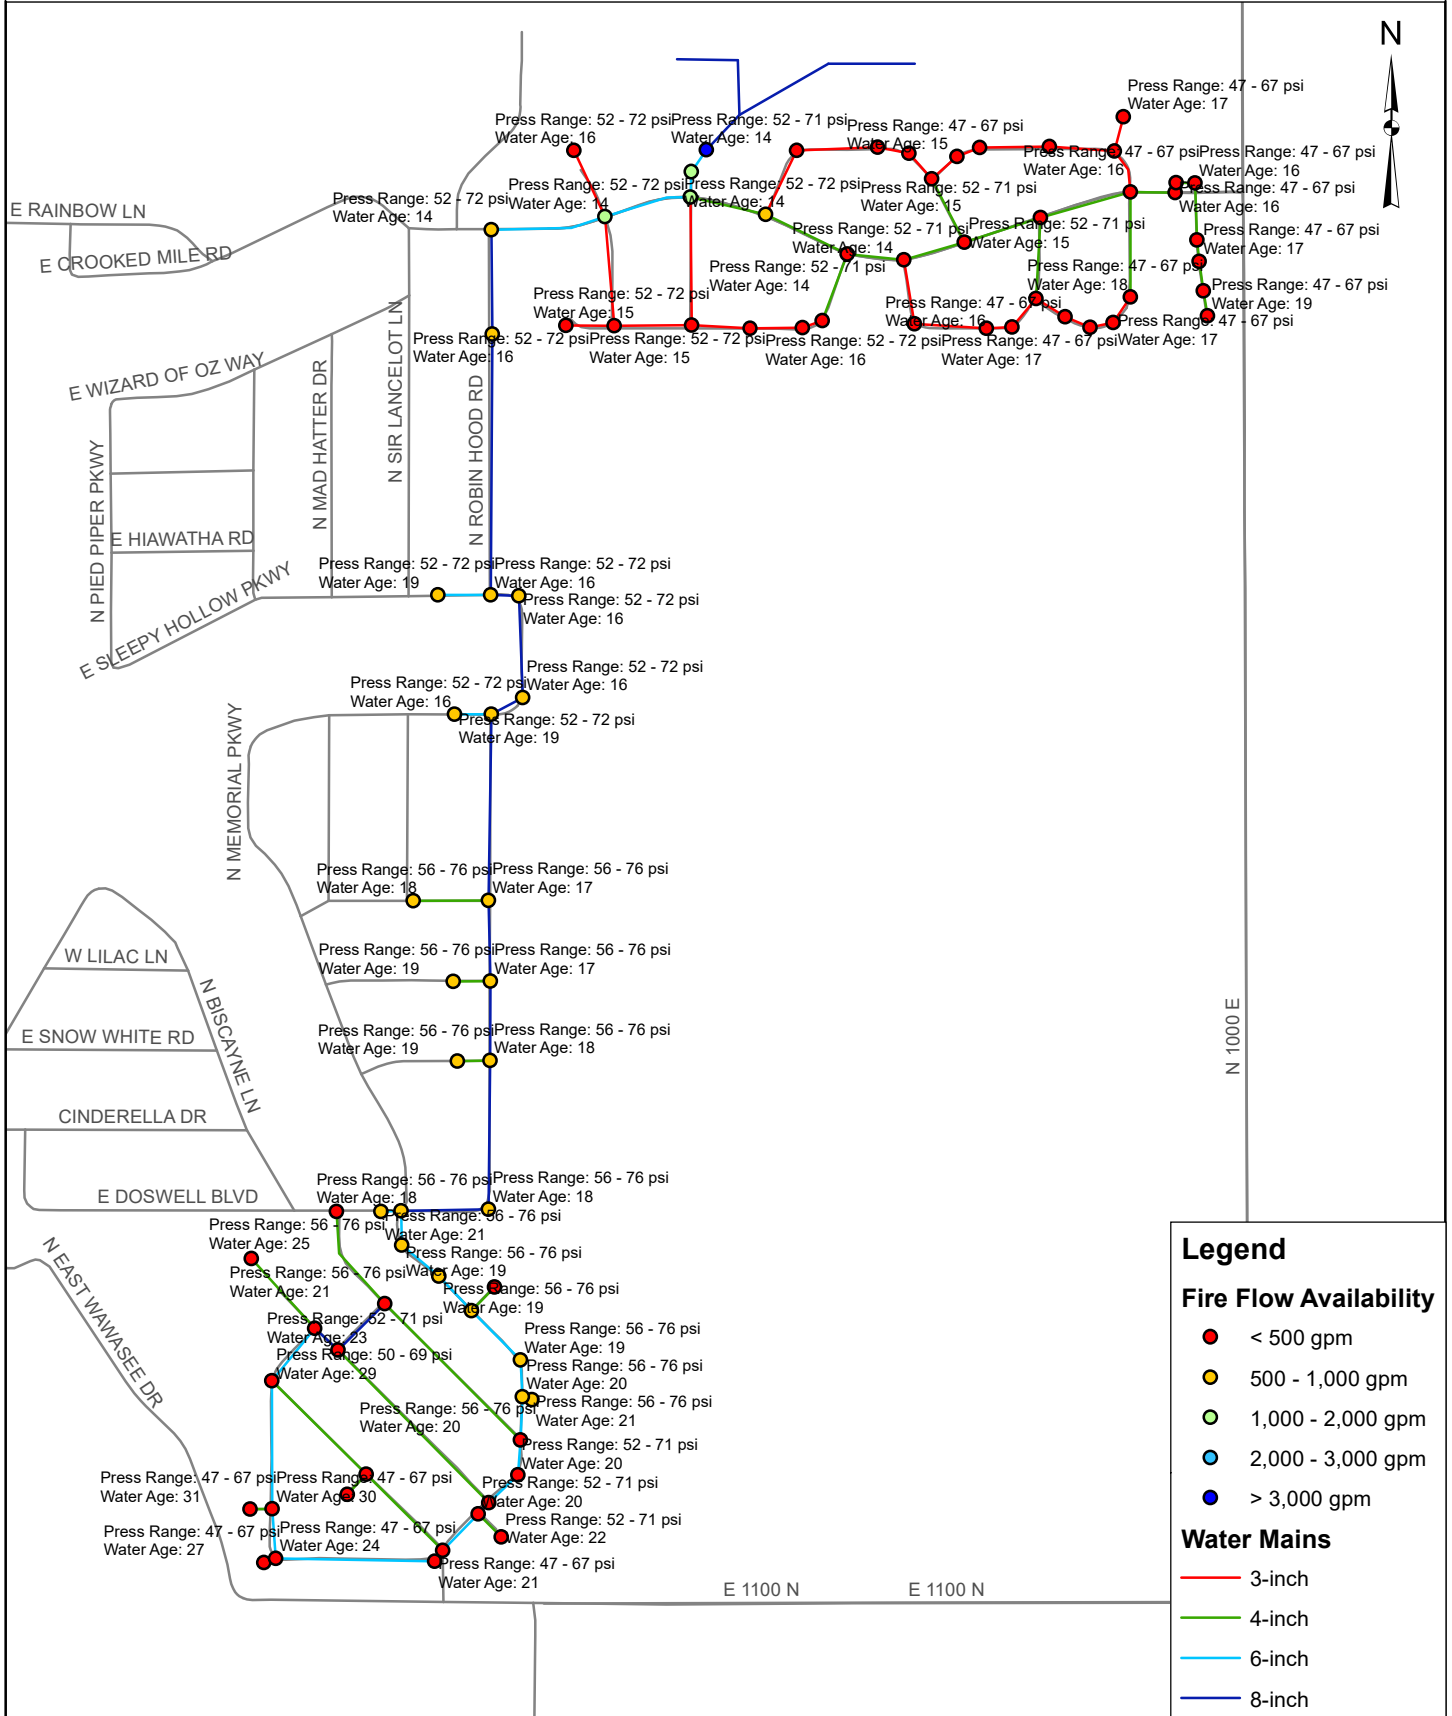 N
Press Range: 47 - 67 psi
Water Age: 17
Press Range: 52 - 72 psi
Water Age: 16
Press Range: 52 - 71 psi
Water Age: 14
Press Range: 47 - 67 psi
Water Age: 15
Press Range: 47 - 67 psi
Water Age: 16
Press Range: 47 - 67 psi
Water Age: 16
Press Range: 52 - 72 psi
Water Age: 14
Press Range: 52 - 72 psi
Water Age: 14
Press Range: 52 - 72 psi
Water Age: 14
Press Range: 52 - 71 psi
Water Age: 15
Press Range: 47 - 67 psi
Water Age: 16
E RAINBOW LN
E CROOKED MILE RD
Press Range: 52 - 71 psi
Water Age: 14
Press Range: 52 - 71 psi
Water Age: 15
Press Range: 47 - 67 psi
Water Age: 17
Press Range: 52 - 71 psi
Water Age: 14
Press Range: 47 - 67 psi
Water Age: 18
Press Range: 47 - 67 psi
Water Age: 19
Press Range: 52 - 72 psi
Water Age: 15
Press Range: 47 - 67 psi
Water Age: 16
Press Range: 47 - 67 psi
Water Age: 17
Press Range: 52 - 72 psi
Water Age: 16
Press Range: 52 - 72 psi
Water Age: 15
Press Range: 52 - 72 psi
Water Age: 16
Press Range: 47 - 67 psi
Water Age: 17
E WIZARD OF OZ WAY
N MAD HATTER DR
N SIR LANCELOT LN
N ROBIN HOOD RD
N PIED PIPER PKWY
E HIAWATHA RD
E SLEEPY HOLLOW PKWY
Press Range: 52 - 72 psi
Water Age: 19
Press Range: 52 - 72 psi
Water Age: 16
Press Range: 52 - 72 psi
Water Age: 16
Press Range: 52 - 72 psi
Water Age: 16
Press Range: 52 - 72 psi
Water Age: 16
Press Range: 52 - 72 psi
Water Age: 19
N MEMORIAL PKWY
Press Range: 56 - 76 psi
Water Age: 18
Press Range: 56 - 76 psi
Water Age: 17
Press Range: 56 - 76 psi
Water Age: 19
Press Range: 56 - 76 psi
Water Age: 17
W LILAC LN
N BISCAYNE LN
E SNOW WHITE RD
Press Range: 56 - 76 psi
Water Age: 19
Press Range: 56 - 76 psi
Water Age: 18
N 1000 E
CINDERELLA DR
E DOSWELL BLVD
Press Range: 56 - 76 psi
Water Age: 18
Press Range: 56 - 76 psi
Water Age: 18
Press Range: 56 - 76 psi
Water Age: 25
Press Range: 56 - 76 psi
Water Age: 21
N EAST WAWASEE DR
Press Range: 56 - 76 psi
Water Age: 21
Press Range: 56 - 76 psi
Water Age: 19
Press Range: 56 - 76 psi
Water Age: 19
Press Range: 52 - 71 psi
Water Age: 23
Press Range: 50 - 69 psi
Water Age: 29
Press Range: 56 - 76 psi
Water Age: 19
Press Range: 56 - 76 psi
Water Age: 20
Press Range: 56 - 76 psi
Water Age: 21
Press Range: 56 - 76 psi
Water Age: 20
Press Range: 52 - 71 psi
Water Age: 20
Press Range: 47 - 67 psi
Water Age: 31
Press Range: 47 - 67 psi
Water Age: 30
Press Range: 52 - 71 psi
Water Age: 20
Press Range: 52 - 71 psi
Water Age: 22
Press Range: 47 - 67 psi
Water Age: 27
Press Range: 47 - 67 psi
Water Age: 24
Press Range: 47 - 67 psi
Water Age: 21
E 1100 N
E 1100 N
Legend
Fire Flow Availability
< 500 gpm
500 - 1,000 gpm
1,000 - 2,000 gpm
2,000 - 3,000 gpm
> 3,000 gpm
Water Mains
3-inch
4-inch
6-inch
8-inch